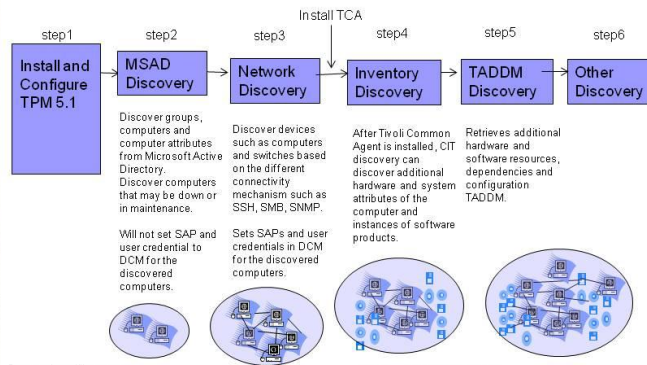 Install TCA
step1
step2
step3
step4
step5
step6
Install and
Configure
TPM 5.1
MSAD
Discovery
Network
Discovery
Inventory
Discovery
TADDM
Discovery
Other
Discovery
Discover groups,
computers and
computer attributes
from Microsoft Active
Directory.
Discover computers
that may be down or
in maintenance.
Will not set SAP and
user credential to
DCM for the
discovered
computers.
Discover devices
such as computers
and switches based
on the different
connectivity
mechanism such as
SSH, SMB, SNMP.
Sets SAPs and user
credentials in DCM
for the discovered
computers.
After Tivoli Common
Agent is installed, CIT
discovery can
discover additional
hardware and system
attributes of the
computer and
instances of software
products.
Retrieves additional
hardware and
software resources,
dependencies and
configuration
TADDM.